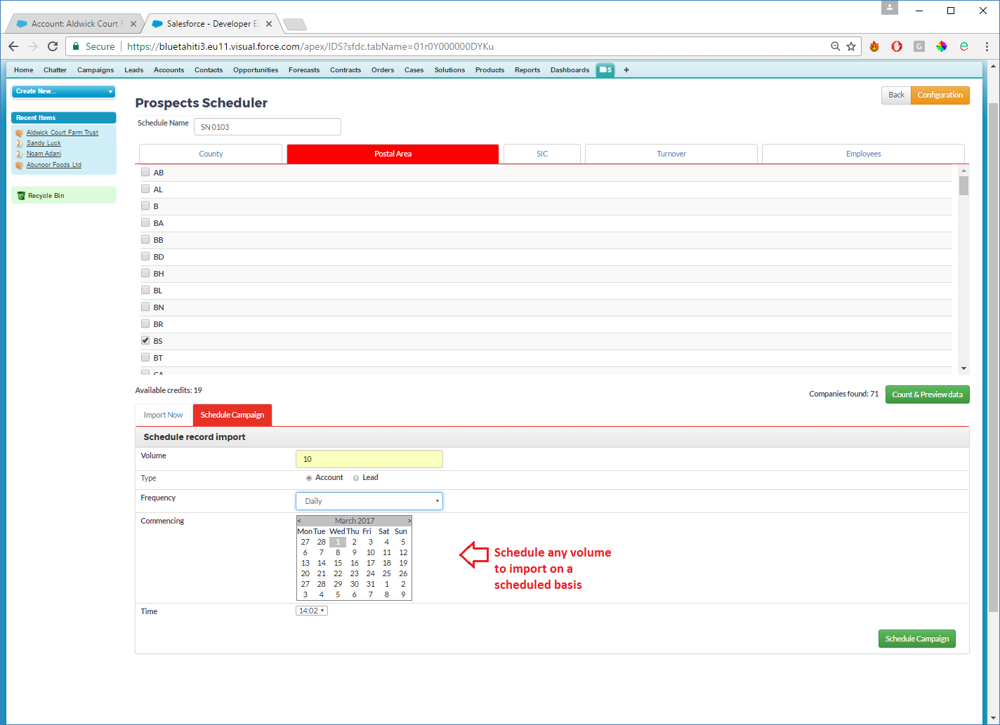 Account: Aldwick Court F
Salesforce - Developer Ed
Secure
https://bluetahiti3.eu11.visual.force.com/apex/IDS?sfdc.tabName=01r0Y000000DYKu
G
Home Chatter Campaigns Leads Accounts Contacts Opportunities Forecasts Contracts Orders Cases Solutions Products Reports Dashboards IDS +
Create New...
Recent Items
Aldwick Court Farm Trust
Sandy Luck
Noam Adani
Abunoor Foods Ltd
Recycle Bin
Prospects Scheduler
Back Configuration
Schedule Name SN 0103
County Postal Area SIC Turnover Employees
AB
AL
B
BA
BB
BD
BH
BL
BN
BR
BS
BT
CA
Available credits: 19
Companies found: 71 Count & Preview data
Import Now Schedule Campaign
Schedule record import
Volume 10
Type Account Lead
Frequency Daily
Commencing
< March 2017 >
Mon Tue Wed Thu Fri Sat Sun
27 28 1 2 3 4 5
6 7 8 9 10 11 12
13 14 15 16 17 18 19
20 21 22 23 24 25 26
27 28 29 30 31 1 2
3 4 5 6 7 8 9
Schedule any volume
to import on a
scheduled basis
Time 14:02
Schedule Campaign